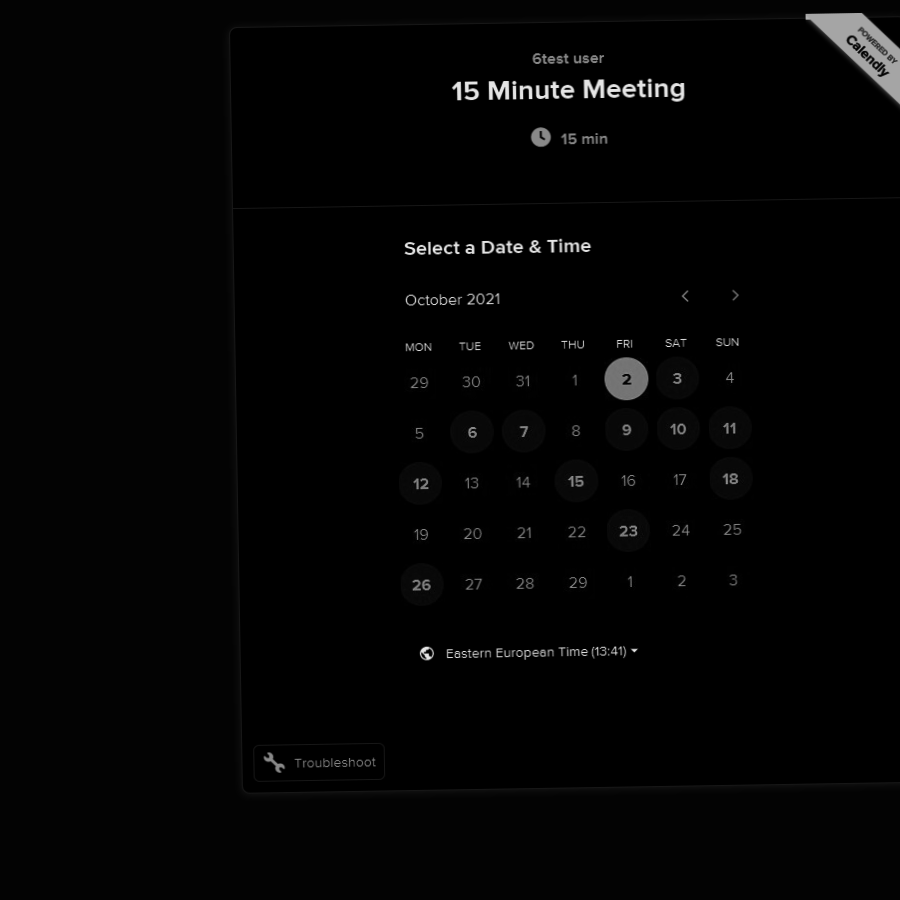 POWERED BY
Calendly
6test user
15 Minute Meeting
15 min
Select a Date & Time
October 2021
MON TUE WED THU FRI SAT SUN
29 30 31 1 2 3 4
5 6 7 8 9 10 11
12 13 14 15 16 17 18
19 20 21 22 23 24 25
26 27 28 29 1 2 3
Eastern European Time (13:41)
Troubleshoot